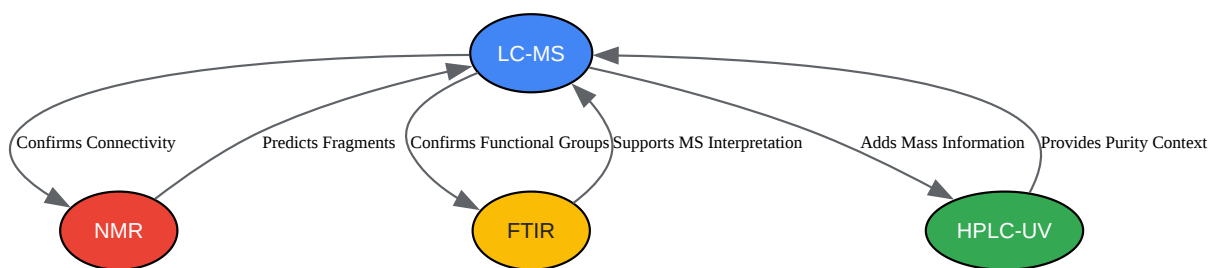 LC-MS
Confirms Connectivity
Predicts Fragments
Confirms Functional Groups
Supports MS Interpretation
Adds Mass Information
Provides Purity Context
NMR
FTIR
HPLC-UV